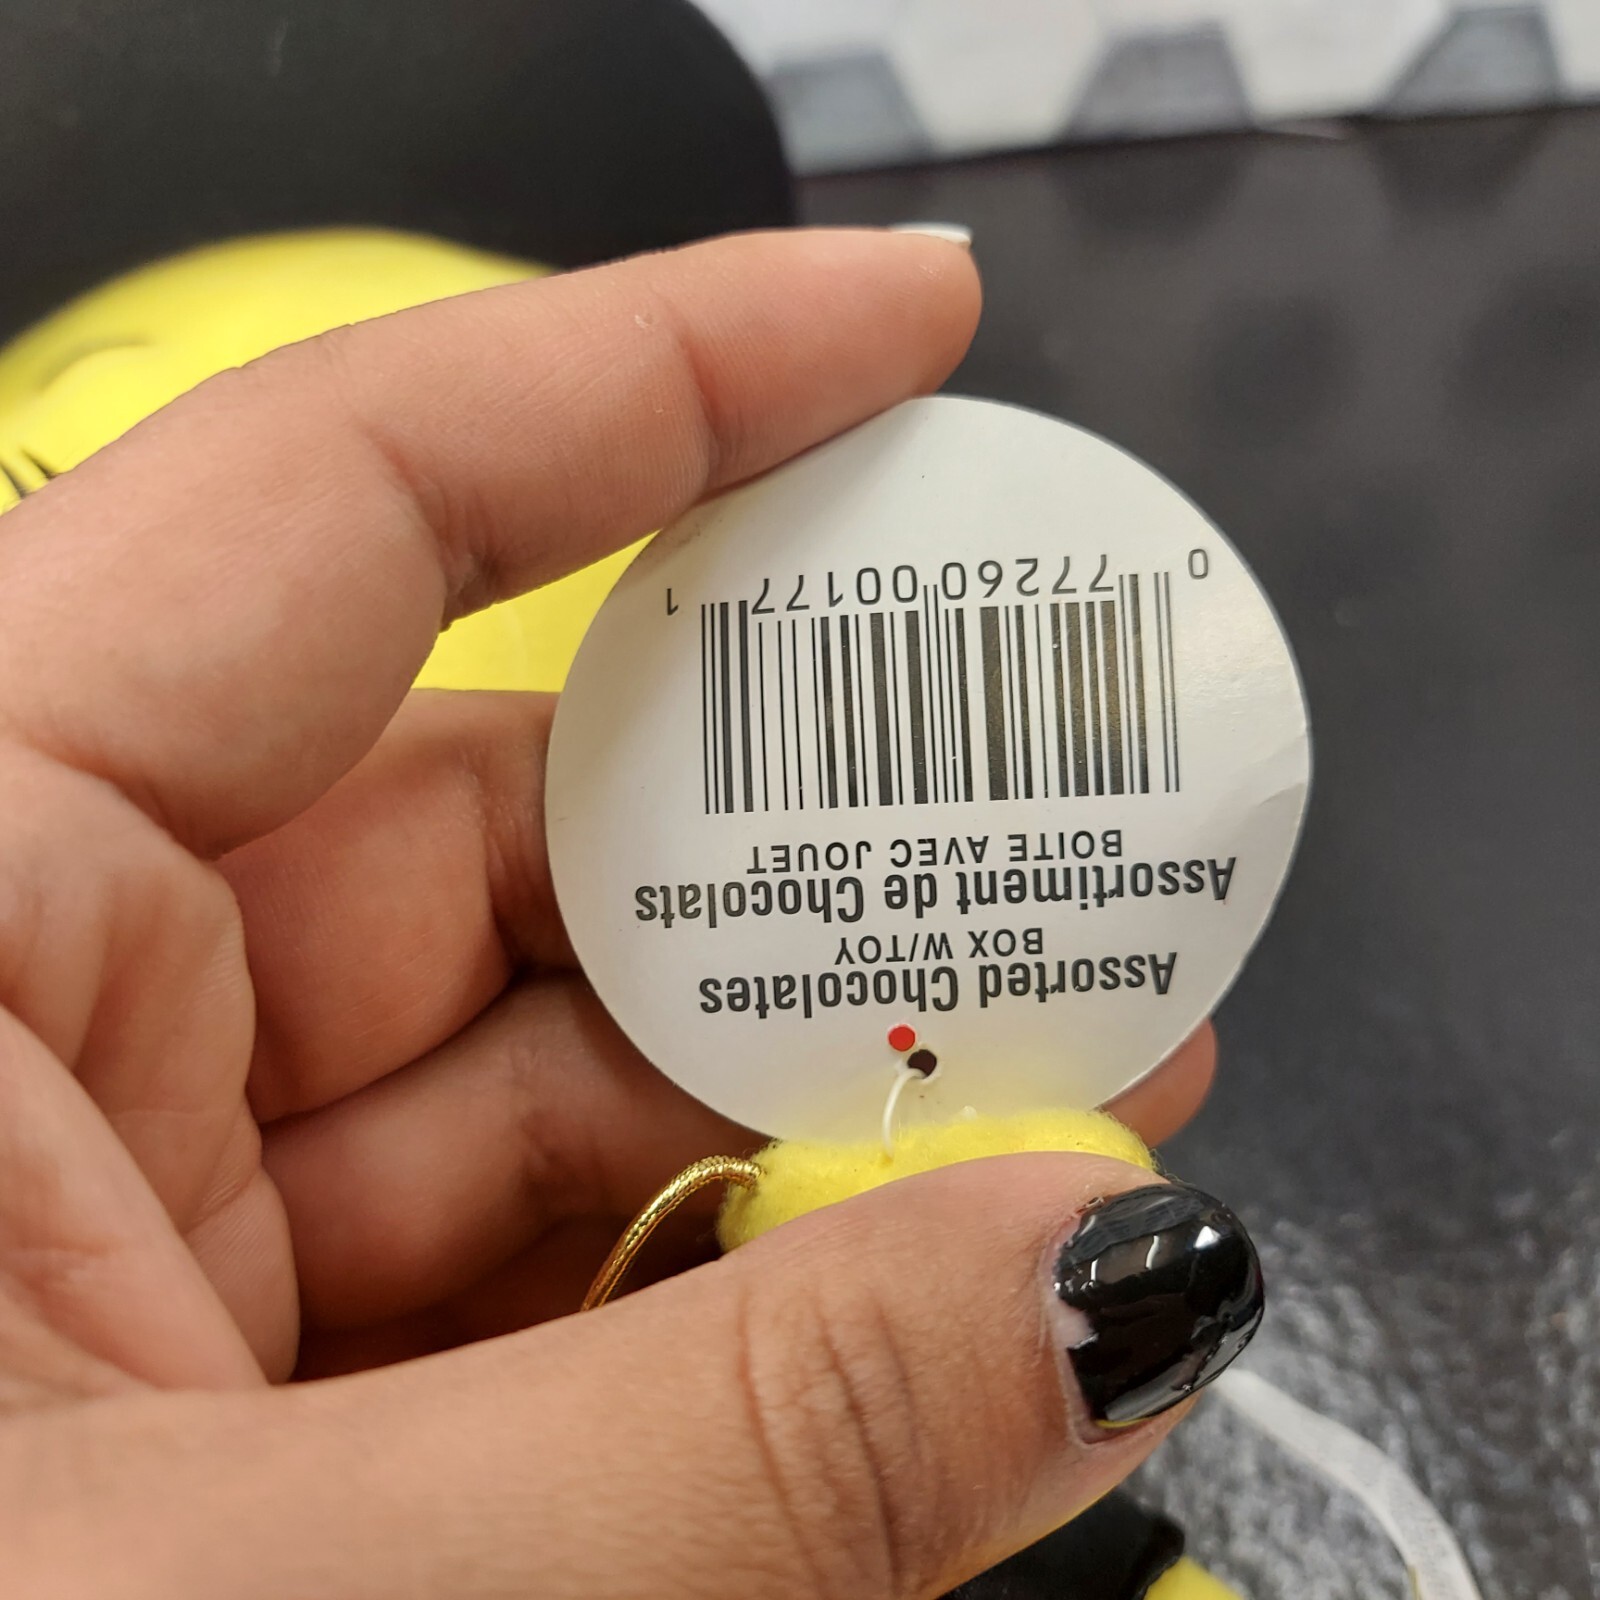 Assorted Chocolates
BOX W/TOY
Assortiment de Chocolats
BOITE AVEC JOUET
0 77260 00177 1